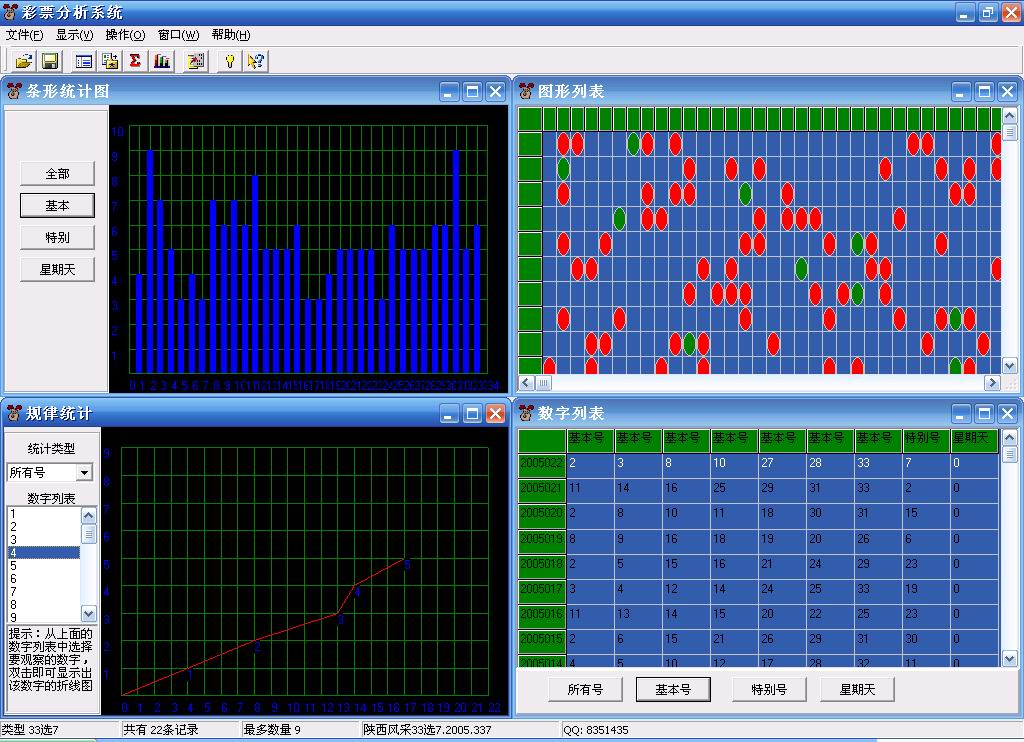 彩票分析系统
文件(F) 显示(V) 操作(O) 窗口(W) 帮助(H)
条形统计图
全部
基本
特别
星期天
10
9
8
7
6
5
4
3
2
1
0 1 2 3 4 5 6 7 8 9 10 11 12 13 14 15 16 17 18 19 20 21 22 23 24 25 26 27 28 29 30 31 32 33 34
图形列表
规律统计
统计类型
所有号
数字列表
1
2
3
4
5
6
7
8
9
提示：从上面的
数字列表中选择
要观察的数字，
双击即可显示出
该数字的折线图
9
8
7
6
5
4
3
2
1
1
2
3
4
5
0 1 2 3 4 5 6 7 8 9 10 11 12 13 14 15 16 17 18 19 20 21 22
数字列表
基本号 基本号 基本号 基本号 基本号 基本号 基本号 特别号 星期天
2005022 2 3 8 10 27 28 33 7 0
2005021 11 14 16 25 29 31 33 2 0
2005020 2 8 10 11 18 30 31 15 0
2005019 8 9 16 18 19 20 26 6 0
2005018 2 5 15 16 21 24 29 23 0
2005017 3 4 12 14 24 25 33 19 0
2005016 11 13 14 15 20 22 25 23 0
2005015 2 6 15 21 26 29 31 30 0
2005014 4 5 10 12 17 28 32 11 0
所有号 基本号 特别号 星期天
类型 33选7 共有 22条记录 最多数量 9 陕西风采33选7.2005.337 QQ: 8351435